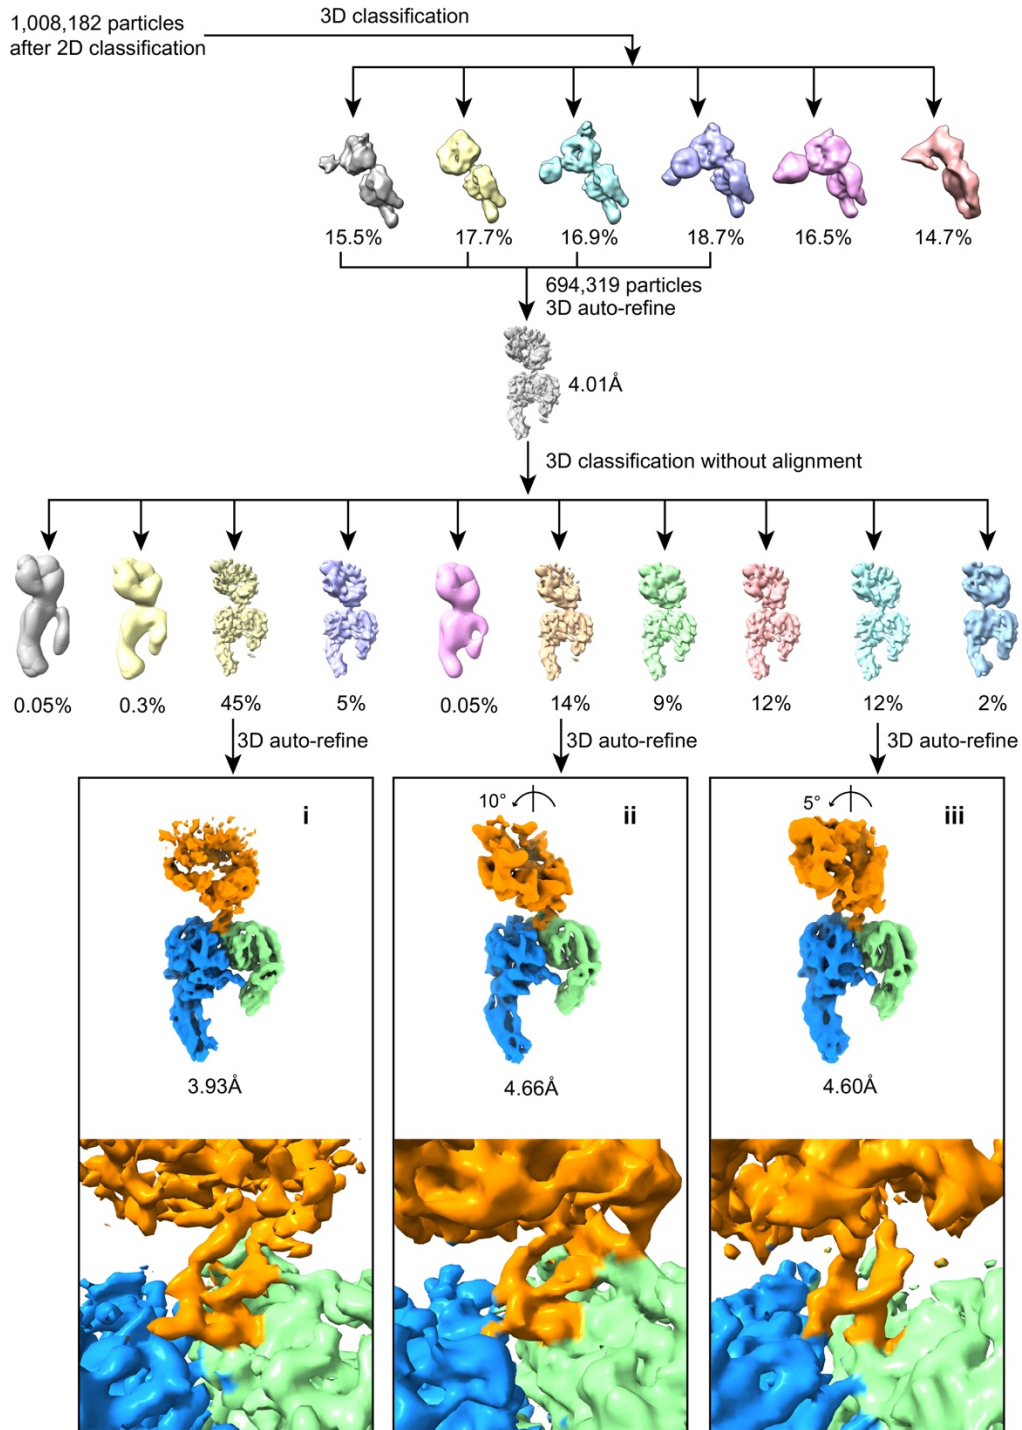 1,008,182 particles
after 2D classification
3D classification
15.5%
17.7%
16.9%
18.7%
16.5%
14.7%
694,319 particles
3D auto-refine
4.01Å
3D classification without alignment
0.05%
0.3%
45%
5%
0.05%
14%
9%
12%
12%
2%
3D auto-refine
3D auto-refine
3D auto-refine
i
3.93Å
10°
ii
4.66Å
5°
iii
4.60Å